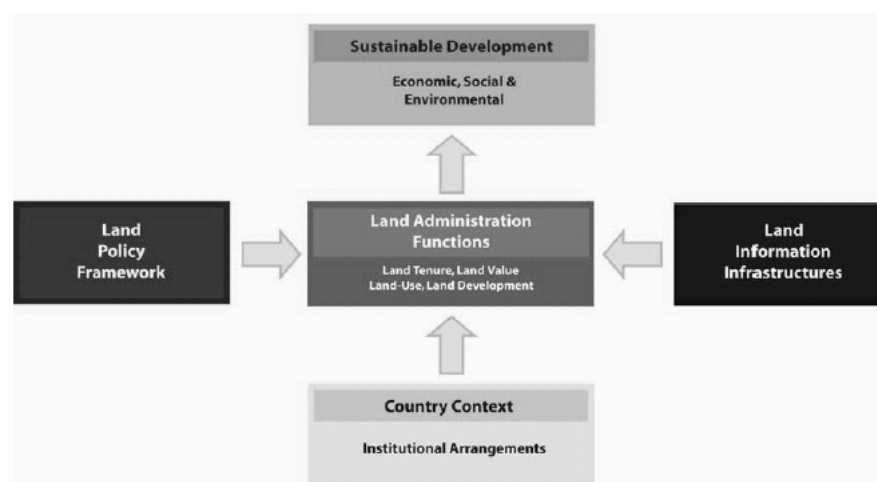 Sustainable Development
Economic, Social &
Environmental
Land
Policy
Framework
Land Administration
Functions
Land Tenure, Land Value
Land-Use, Land Development
Land
Information
Infrastructures
Country Context
Institutional Arrangements